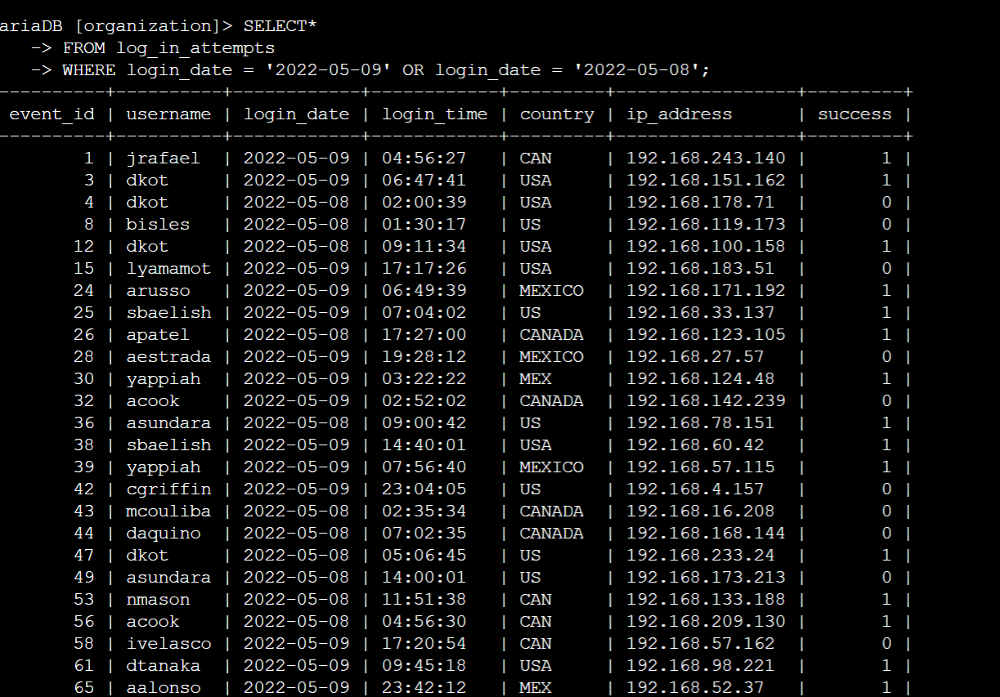 ariaDB [organization]> SELECT*
-> FROM log_in_attempts
-> WHERE login_date = '2022-05-09' OR login_date = '2022-05-08';
----------+----------+------------+------------+---------+-----------------+---------+
event_id | username | login_date | login_time | country | ip_address | success |
----------+----------+------------+------------+---------+-----------------+---------+
1 | jrafael | 2022-05-09 | 04:56:27 | CAN | 192.168.243.140 | 1 |
3 | dkot | 2022-05-09 | 06:47:41 | USA | 192.168.151.162 | 1 |
4 | dkot | 2022-05-08 | 02:00:39 | USA | 192.168.178.71 | 0 |
8 | bisles | 2022-05-08 | 01:30:17 | US | 192.168.119.173 | 0 |
12 | dkot | 2022-05-08 | 09:11:34 | USA | 192.168.100.158 | 1 |
15 | lyamamot | 2022-05-09 | 17:17:26 | USA | 192.168.183.51 | 0 |
24 | arusso | 2022-05-09 | 06:49:39 | MEXICO | 192.168.171.192 | 1 |
25 | sbaelish | 2022-05-09 | 07:04:02 | US | 192.168.33.137 | 1 |
26 | apatel | 2022-05-08 | 17:27:00 | CANADA | 192.168.123.105 | 1 |
28 | aestrada | 2022-05-09 | 19:28:12 | MEXICO | 192.168.27.57 | 0 |
30 | yappiah | 2022-05-09 | 03:22:22 | MEX | 192.168.124.48 | 1 |
32 | acook | 2022-05-09 | 02:52:02 | CANADA | 192.168.142.239 | 0 |
36 | asundara | 2022-05-08 | 09:00:42 | US | 192.168.78.151 | 1 |
38 | sbaelish | 2022-05-09 | 14:40:01 | USA | 192.168.60.42 | 1 |
39 | yappiah | 2022-05-09 | 07:56:40 | MEXICO | 192.168.57.115 | 1 |
42 | cgriffin | 2022-05-09 | 23:04:05 | US | 192.168.4.157 | 0 |
43 | mcouliba | 2022-05-08 | 02:35:34 | CANADA | 192.168.16.208 | 0 |
44 | daquino | 2022-05-08 | 07:02:35 | CANADA | 192.168.168.144 | 0 |
47 | dkot | 2022-05-08 | 05:06:45 | US | 192.168.233.24 | 1 |
49 | asundara | 2022-05-08 | 14:00:01 | US | 192.168.173.213 | 0 |
53 | nmason | 2022-05-08 | 11:51:38 | CAN | 192.168.133.188 | 1 |
56 | acook | 2022-05-08 | 04:56:30 | CAN | 192.168.209.130 | 1 |
58 | ivelasco | 2022-05-09 | 17:20:54 | CAN | 192.168.57.162 | 0 |
61 | dtanaka | 2022-05-09 | 09:45:18 | USA | 192.168.98.221 | 1 |
65 | aalonso | 2022-05-09 | 23:42:12 | MEX | 192.168.52.37 | 1 |